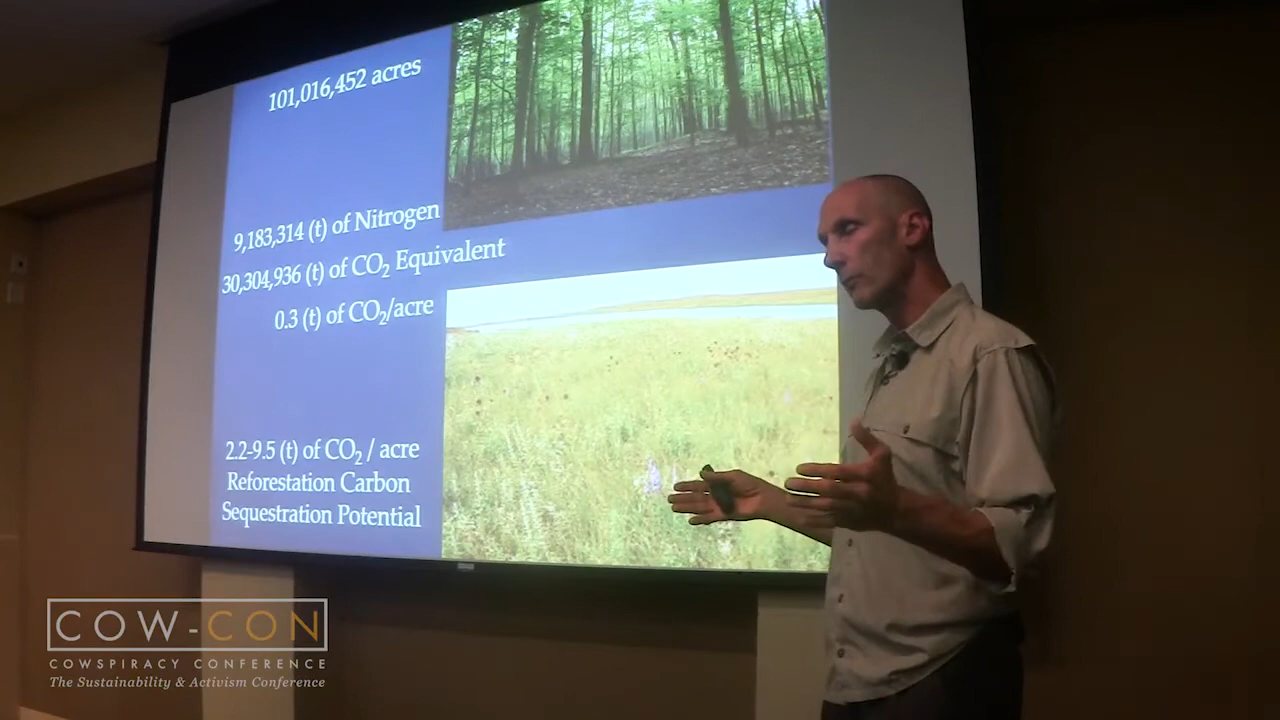 101,016,452 acres
9,183,314 (t) of Nitrogen
30,304,936 (t) of CO₂ Equivalent
0.3 (t) of CO₂/acre
2.2-9.5 (t) of CO₂ / acre
Reforestation Carbon
Sequestration Potential
COW-CON
COWSPIRACY CONFERENCE
The Sustainability & Activism Conference